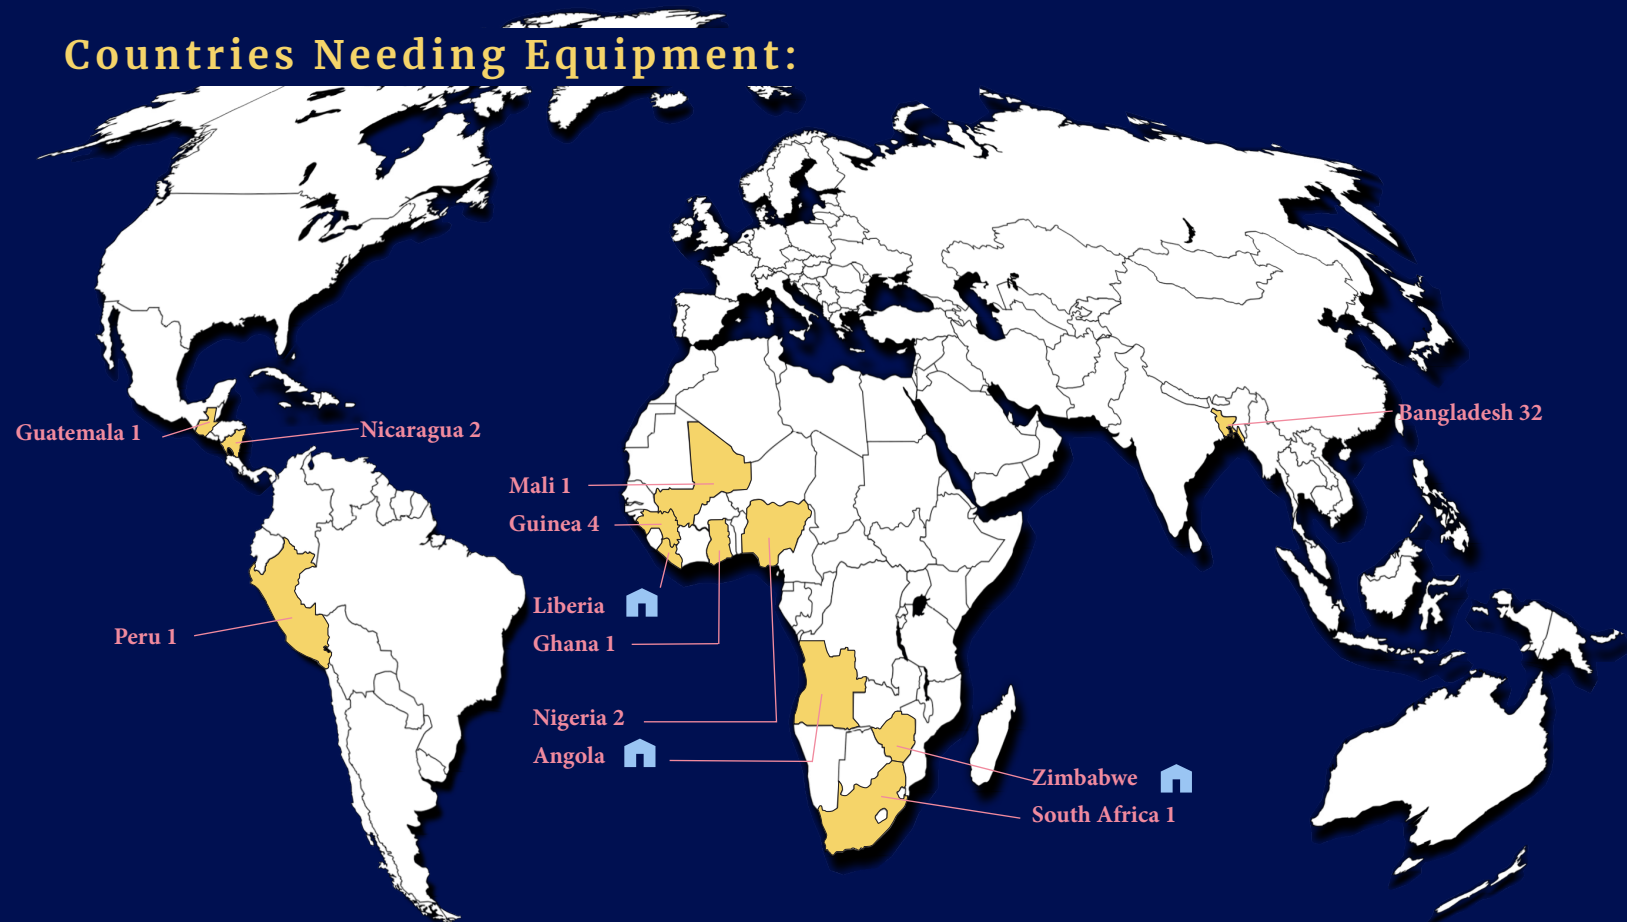 Countries Needing Equipment:
Guatemala 1
Nicaragua 2
Bangladesh 32
Mali 1
Guinea 4
Liberia
Ghana 1
Peru 1
Nigeria 2
Angola
Zimbabwe
South Africa 1